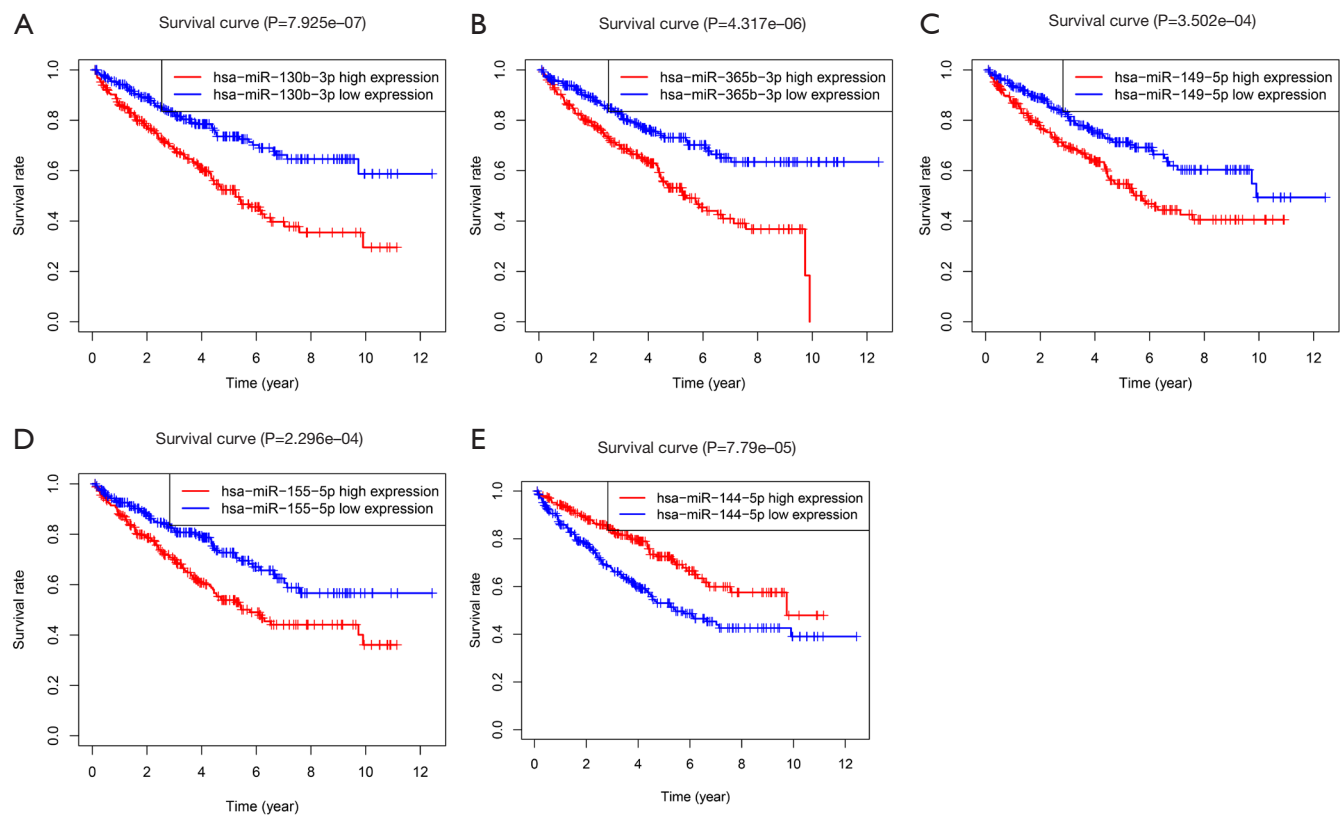 A
Survival curve (P=7.925e–07)
hsa–miR–130b–3p high expression
hsa–miR–130b–3p low expression
Survival rate
1.0
0.8
0.6
0.4
0.2
0.0
0 2 4 6 8 10 12
Time (year)
B
Survival curve (P=4.317e–06)
hsa–miR–365b–3p high expression
hsa–miR–365b–3p low expression
Survival rate
1.0
0.8
0.6
0.4
0.2
0.0
0 2 4 6 8 10 12
Time (year)
C
Survival curve (P=3.502e–04)
hsa–miR–149–5p high expression
hsa–miR–149–5p low expression
Survival rate
1.0
0.8
0.6
0.4
0.2
0.0
0 2 4 6 8 10 12
Time (year)
D
Survival curve (P=2.296e–04)
hsa–miR–155–5p high expression
hsa–miR–155–5p low expression
Survival rate
1.0
0.8
0.6
0.4
0.2
0.0
0 2 4 6 8 10 12
Time (year)
E
Survival curve (P=7.79e–05)
hsa–miR–144–5p high expression
hsa–miR–144–5p low expression
Survival rate
1.0
0.8
0.6
0.4
0.2
0.0
0 2 4 6 8 10 12
Time (year)